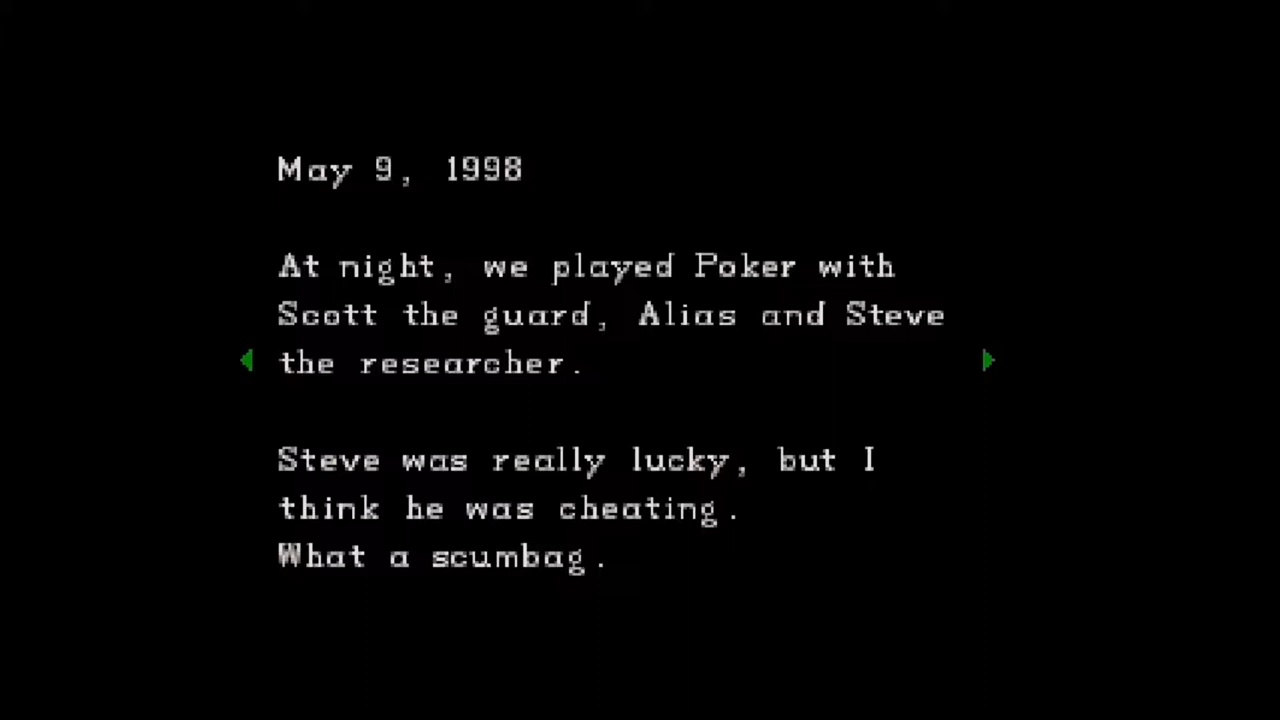 May 9, 1998
At night, we played Poker with
Scott the guard, Alias and Steve
the researcher.
Steve was really lucky, but I
think he was cheating.
What a scumbag.